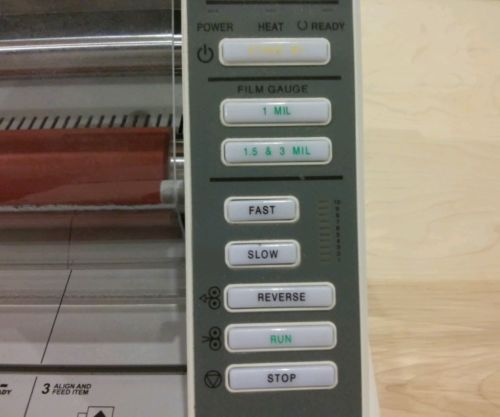 POWER HEAT READY
FILM GAUGE
1 MIL
1.5 & 3 MIL
FAST
SLOW
REVERSE
RUN
STOP
3 ALIGN AND
FEED ITEM